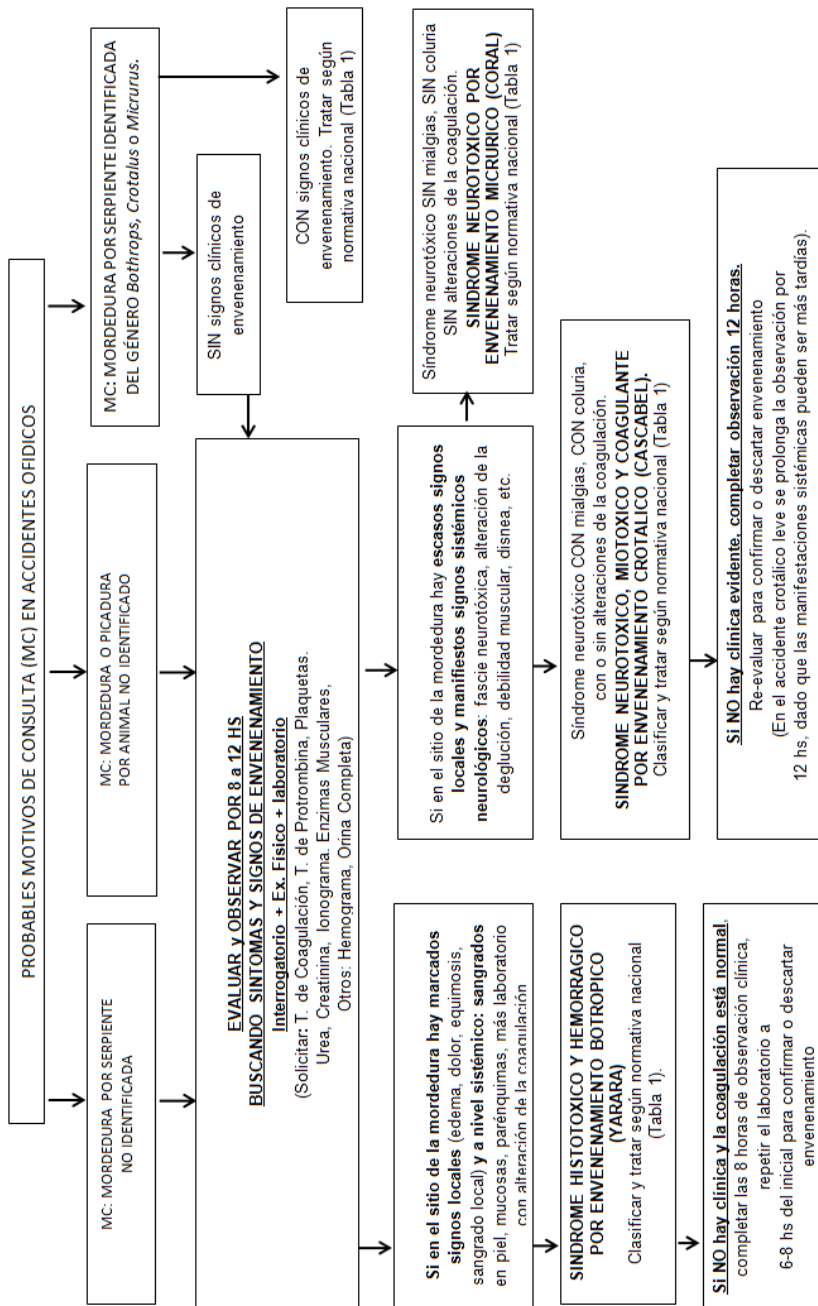 PROBABLES MOTIVOS DE CONSULTA (MC) EN ACCIDENTES OFIDICOS
MC: MORDEDURA POR SERPIENTE
NO IDENTIFICADA
MC: MORDEDURA O PICADURA
POR ANIMAL NO IDENTIFICADO
MC: MORDEDURA POR SERPIENTE IDENTIFICADA
DEL GÉNERO Bothrops, Crotalus o Micrurus.
SIN signos clínicos de
envenenamiento
CON signos clínicos de
envenenamiento. Tratar según
normativa nacional (Tabla 1)
EVALUAR y OBSERVAR POR 8 a 12 HS
BUSCANDO SINTOMAS Y SIGNOS DE ENVENENAMIENTO
Interrogatorio + Ex. Físico + laboratorio
(Solicitar: T. de Coagulación, T. de Protrombina, Plaquetas.
Urea, Creatinina, Ionograma. Enzimas Musculares,
Otros: Hemograma, Orina Completa)
Si en el sitio de la mordedura hay marcados
signos locales (edema, dolor, equimosis,
sangrado local) y a nivel sistémico: sangrados
en piel, mucosas, parénquimas, más laboratorio
con alteración de la coagulación
Si en el sitio de la mordedura hay escasos signos
locales y manifiestos signos sistémicos
neurológicos: fascie neurotóxica, alteración de la
deglución, debilidad muscular, disnea, etc.
Síndrome neurotóxico SIN mialgias, SIN coluria
SIN alteraciones de la coagulación.
SINDROME NEUROTOXICO POR
ENVENENAMIENTO MICRURICO (CORAL)
Tratar según normativa nacional (Tabla 1)
SINDROME HISTOTOXICO Y HEMORRAGICO
POR ENVENENAMIENTO BOTROPICO
(YARARA)
Clasificar y tratar según normativa nacional
(Tabla 1).
Síndrome neurotóxico CON mialgias, CON coluria,
con o sin alteraciones de la coagulación.
SINDROME NEUROTOXICO, MIOTOXICO Y COAGULANTE
POR ENVENENAMIENTO CROTALICO (CASCABEL).
Clasificar y tratar según normativa nacional (Tabla 1)
Si NO hay clínica y la coagulación está normal,
completar las 8 horas de observación clínica,
repetir el laboratorio a
6-8 hs del inicial para confirmar o descartar
envenenamiento
Si NO hay clínica evidente, completar observación 12 horas.
Re-evaluar para confirmar o descartar envenenamiento
(En el accidente crotálico leve se prolonga la observación por
12 hs, dado que las manifestaciones sistémicas pueden ser más tardías).